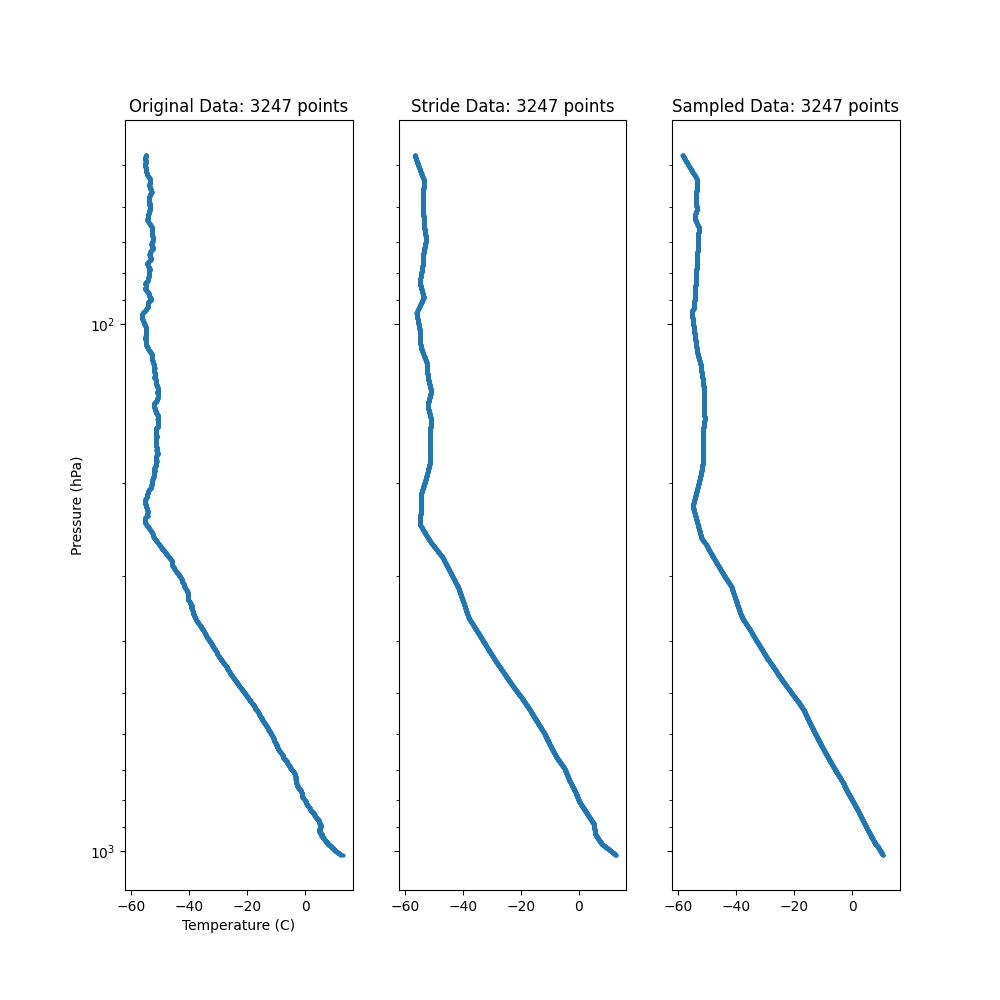 Original Data: 3247 points
Stride Data: 3247 points
Sampled Data: 3247 points
Pressure (hPa)
10²
10³
−60 −40 −20 0
−60 −40 −20 0
−60 −40 −20 0
Temperature (C)